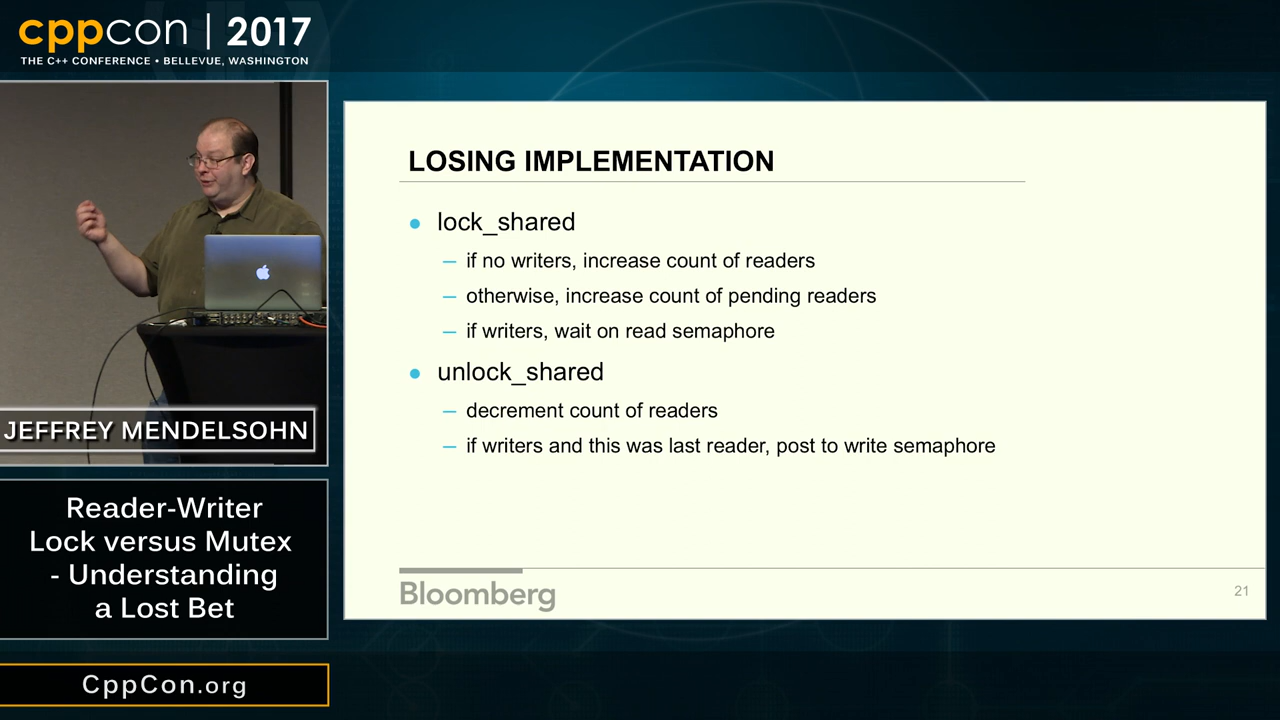 cppcon | 2017
THE C++ CONFERENCE • BELLEVUE, WASHINGTON
JEFFREY MENDELSOHN
Reader-Writer
Lock versus Mutex
- Understanding
a Lost Bet
CppCon.org
LOSING IMPLEMENTATION
• lock_shared
– if no writers, increase count of readers
– otherwise, increase count of pending readers
– if writers, wait on read semaphore
• unlock_shared
– decrement count of readers
– if writers and this was last reader, post to write semaphore
Bloomberg
21